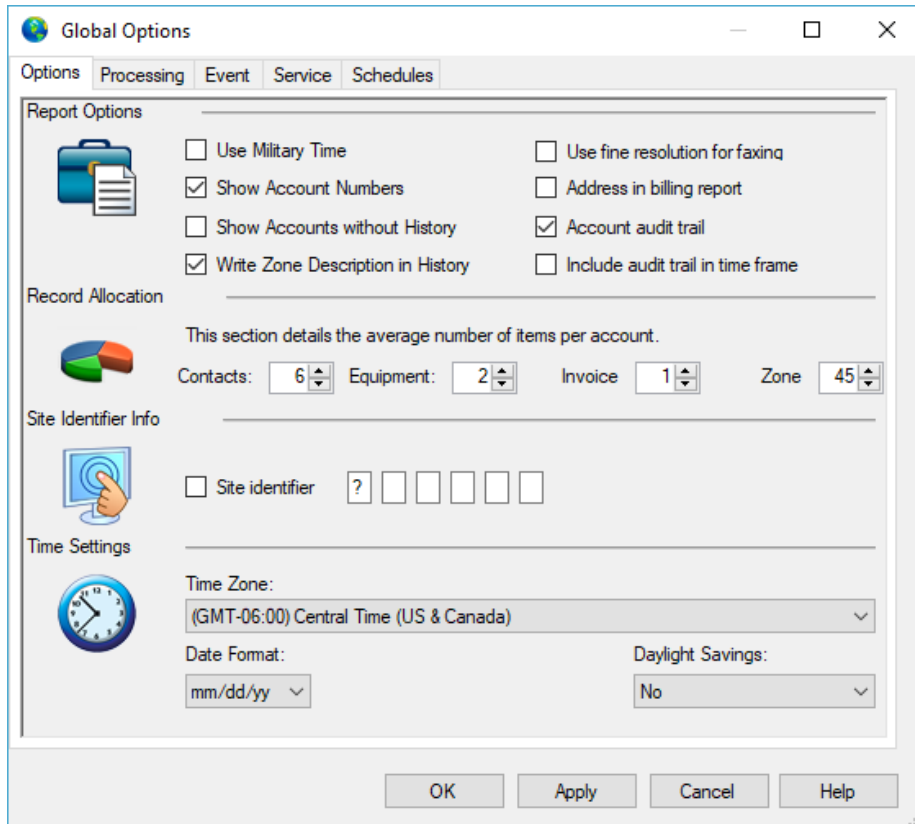 Global Options
Options Processing Event Service Schedules
Report Options
Use Military Time Use fine resolution for faxing
Show Account Numbers Address in billing report
Show Accounts without History Account audit trail
Write Zone Description in History Include audit trail in time frame
Record Allocation
This section details the average number of items per account.
Contacts: 6 Equipment: 2 Invoice 1 Zone 45
Site Identifier Info
Site identifier ?
Time Settings
Time Zone:
(GMT-06:00) Central Time (US & Canada)
Date Format: Daylight Savings:
mm/dd/yy No
OK Apply Cancel Help